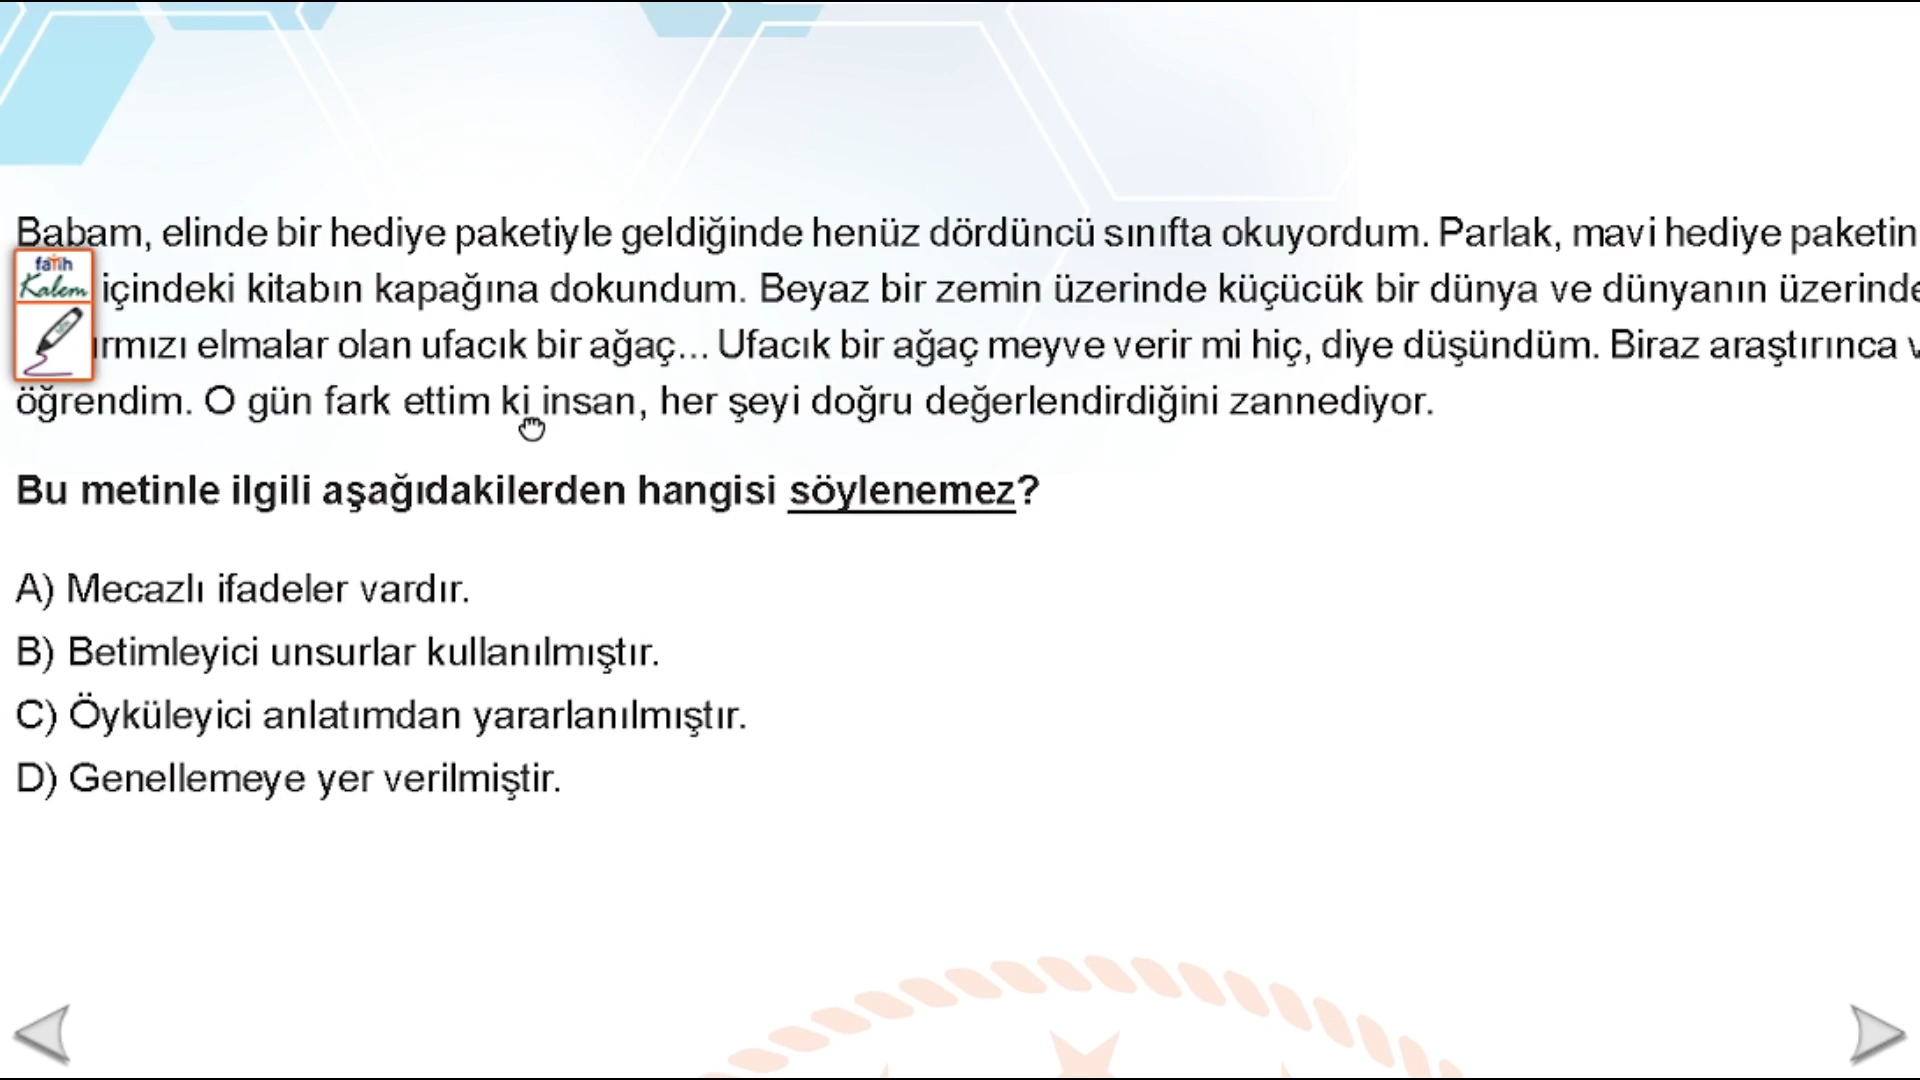 Babam, elinde bir hediye paketiyle geldiğinde henüz dördüncü sınıfta okuyordum. Parlak, mavi hediye paketin
fatih
Kalem
içindeki kitabın kapağına dokundum. Beyaz bir zemin üzerinde küçücük bir dünya ve dünyanın
elmalar olan ufacık bir ağaç... Ufacık bir ağaç meyve verir mi hiç, diye düşündüm. Biraz araştırınca
öğrendim. O gün fark ettim ki insan, her şeyi doğru değerlendirdiğini zannediyor.
Bu metinle ilgili aşağıdakilerden hangisi söylenemez?
A) Mecazlı ifadeler vardır.
B) Betimleyici unsurlar kullanılmıştır.
C) Öyküleyici anlatımdan yararlanılmıştır.
D) Genellemeye yer verilmiştir.